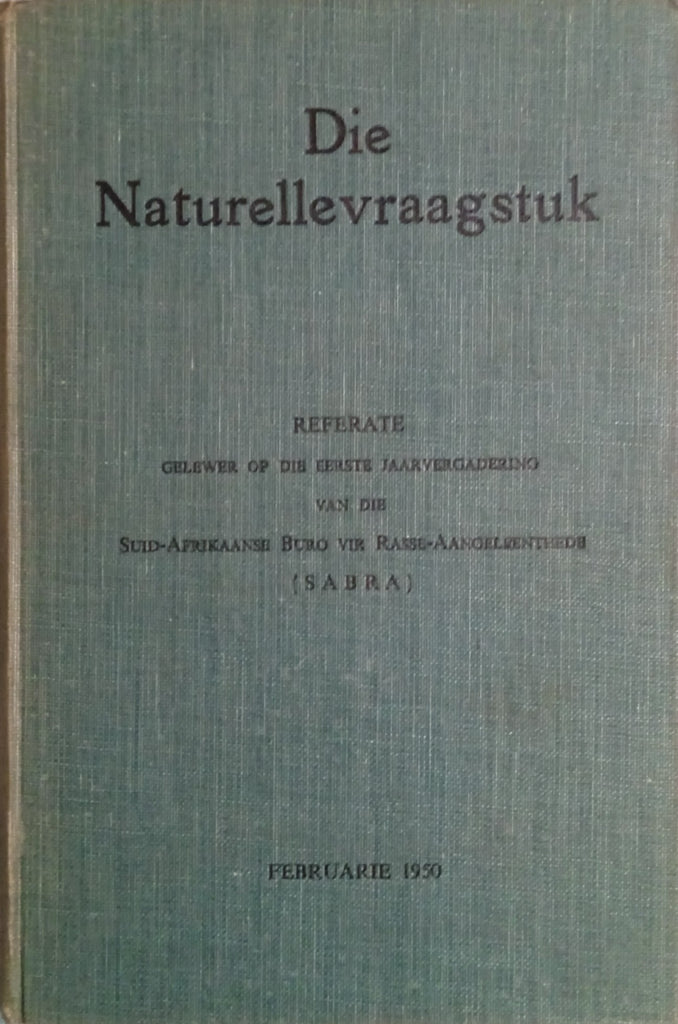 Die
Naturellevraagstuk
REFERATE
GELEWER OP DIE EERSTE JAARVERGADERING
VAN DIE
SUID-AFRIKAANSE BURO VIR RASSE-AANGELEENTHEDE
(SABRA)
FEBRUARIE 1950